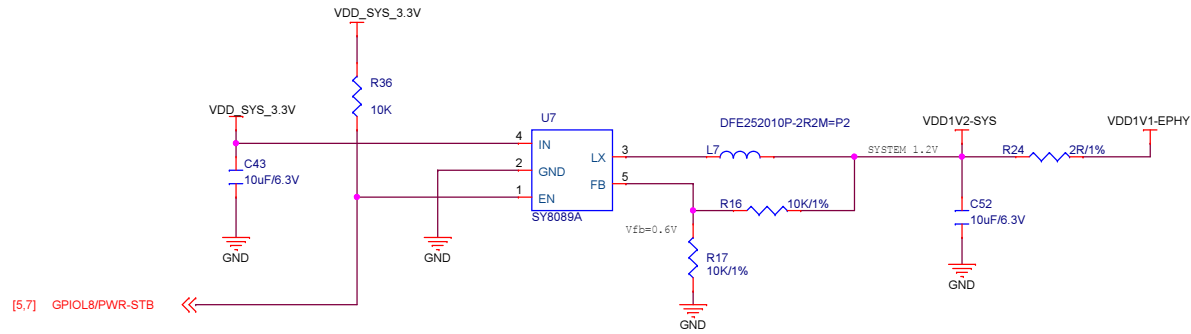 VDD_SYS_3.3V
R36
10K
VDD_SYS_3.3V
U7
DFE252010P-2R2M=P2
VDD1V2-SYS
VDD1V1-EPHY
4
IN
LX
3
L7
SYSTEM 1.2V
R24
2R/1%
C43
10uF/6.3V
2
GND
FB
5
1
EN
SY8089A
R16
10K/1%
C52
10uF/6.3V
Vfb=0.6V
GND
GND
R17
10K/1%
GND
[5,7] GPIOL8/PWR-STB
GND